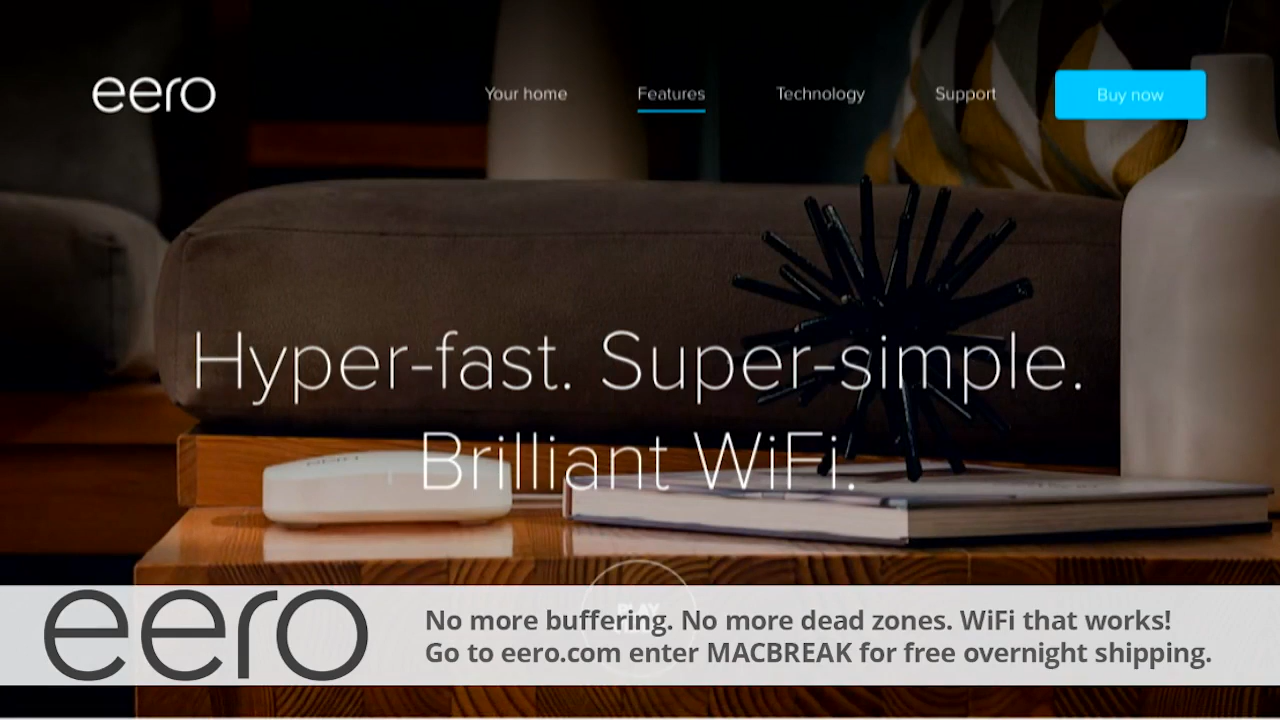 eero
Your home
Features
Technology
Support
Buy now
Hyper-fast. Super-simple.
Brilliant WiFi.
PLAY
eero
No more buffering. No more dead zones. WiFi that works!
Go to eero.com enter MACBREAK for free overnight shipping.